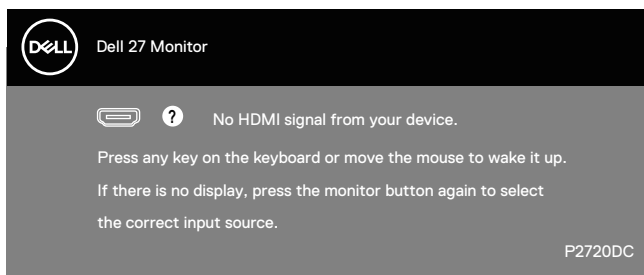 DELL
Dell 27 Monitor
? No HDMI signal from your device.
Press any key on the keyboard or move the mouse to wake it up.
If there is no display, press the monitor button again to select
the correct input source.
P2720DC